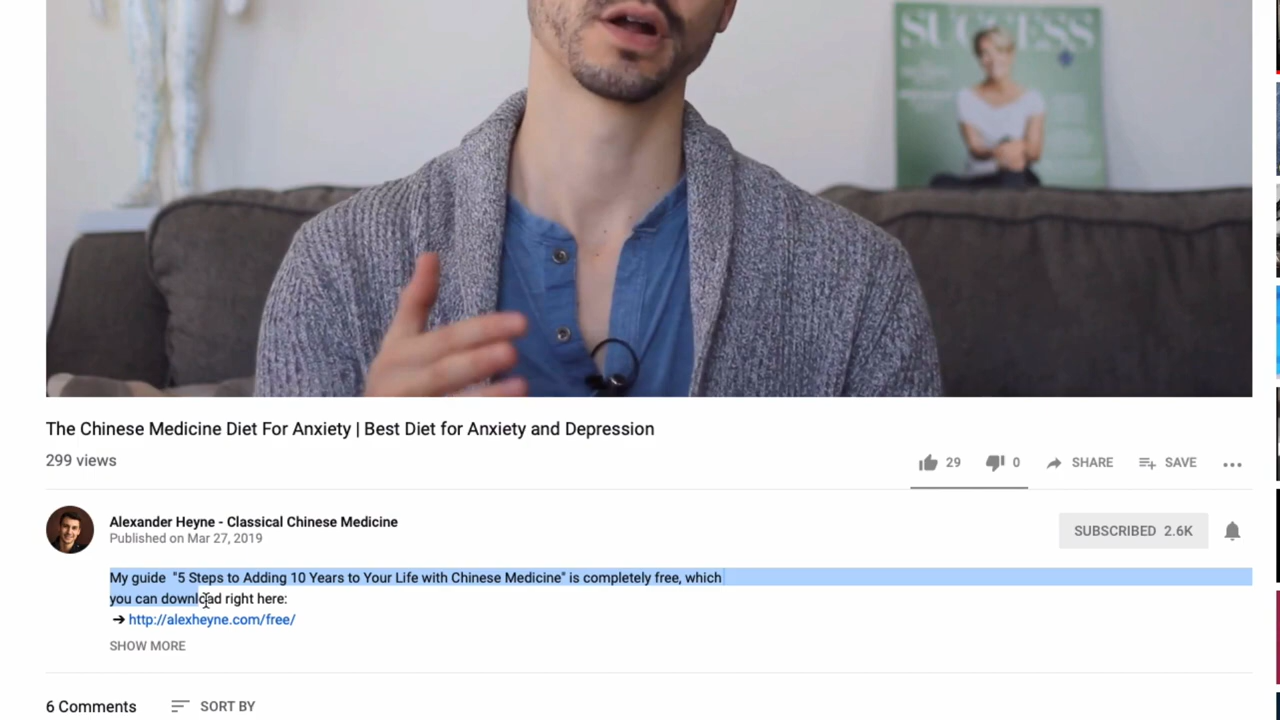 SUCCESS
The Chinese Medicine Diet For Anxiety | Best Diet for Anxiety and Depression
299 views
29
0
SHARE
SAVE
Alexander Heyne - Classical Chinese Medicine
Published on Mar 27, 2019
SUBSCRIBED 2.6K
My guide "5 Steps to Adding 10 Years to Your Life with Chinese Medicine" is completely free, which
you can download right here:
➔ http://alexheyne.com/free/
SHOW MORE
6 Comments
SORT BY